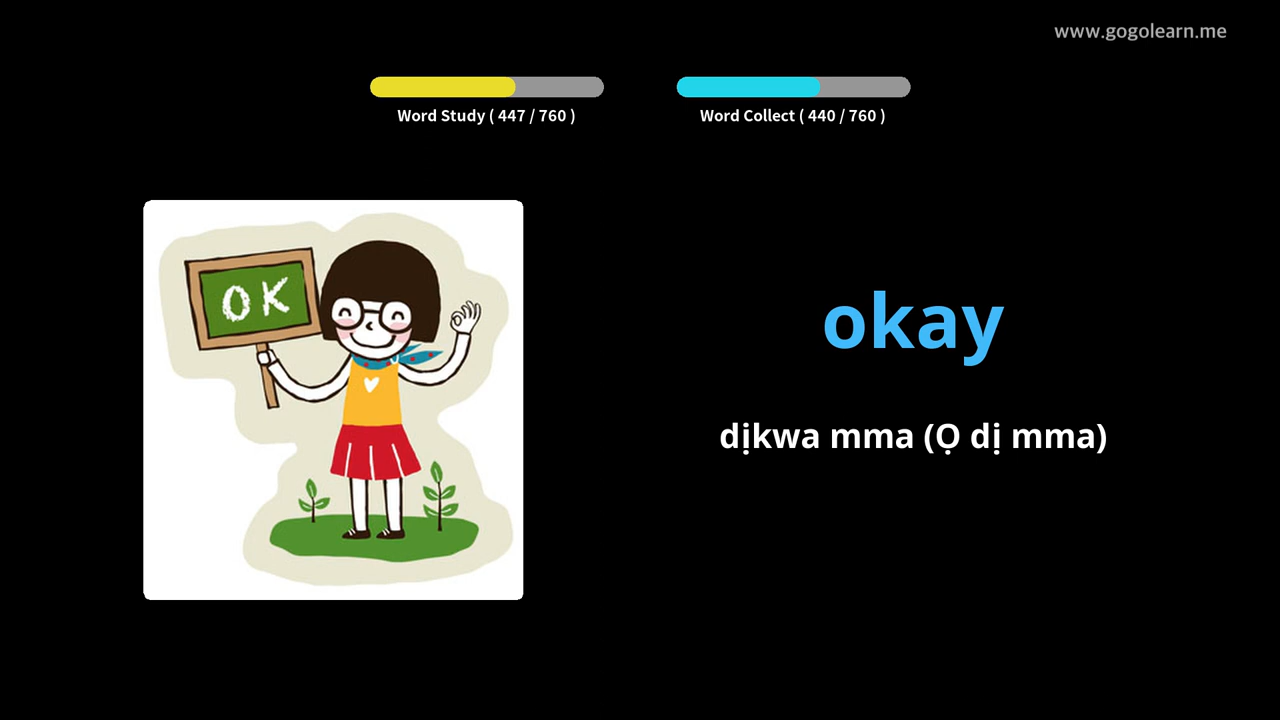 www.gogolearn.me
Word Study ( 447 / 760 )
Word Collect ( 440 / 760 )
OK
okay
dịkwa mma (Ọ dị mma)